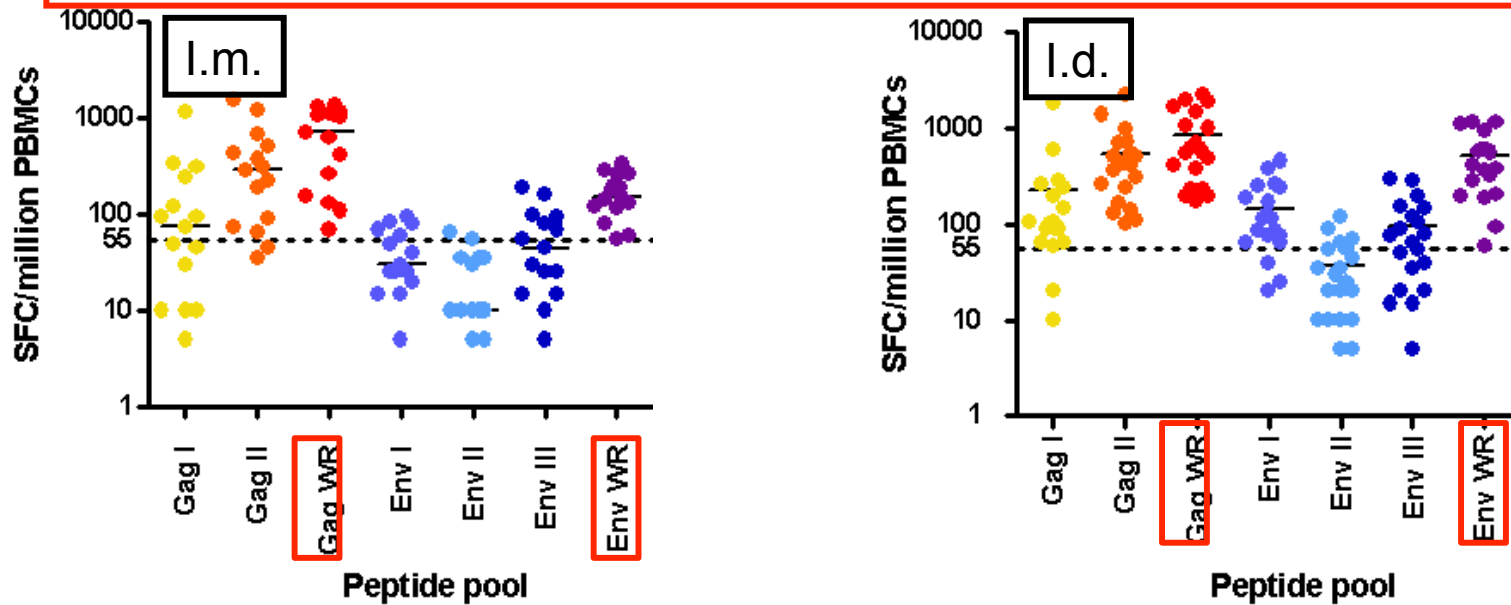 10000
1000
100
55
10
1
SFC/million PBMCs
I.m.
Gag I
Gag II
Gag WR
Env I
Env II
Env III
Env WR
Peptide pool
10000
1000
100
55
10
1
SFC/million PBMCs
I.d.
Gag I
Gag II
Gag WR
Env I
Env II
Env III
Env WR
Peptide pool